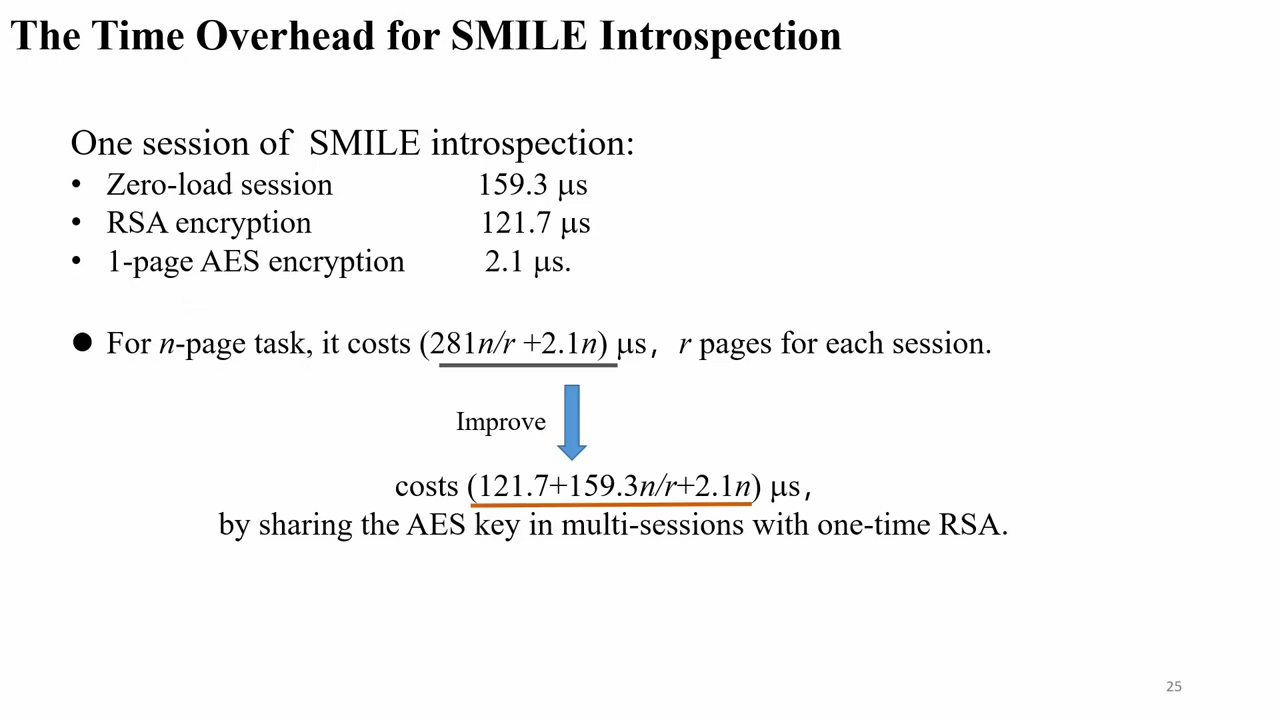 The Time Overhead for SMILE Introspection
One session of SMILE introspection:
• Zero-load session 159.3 μs
• RSA encryption 121.7 μs
• 1-page AES encryption 2.1 μs.
● For n-page task, it costs (281n/r +2.1n) μs, r pages for each session.
Improve
costs (121.7+159.3n/r+2.1n) μs,
by sharing the AES key in multi-sessions with one-time RSA.
25